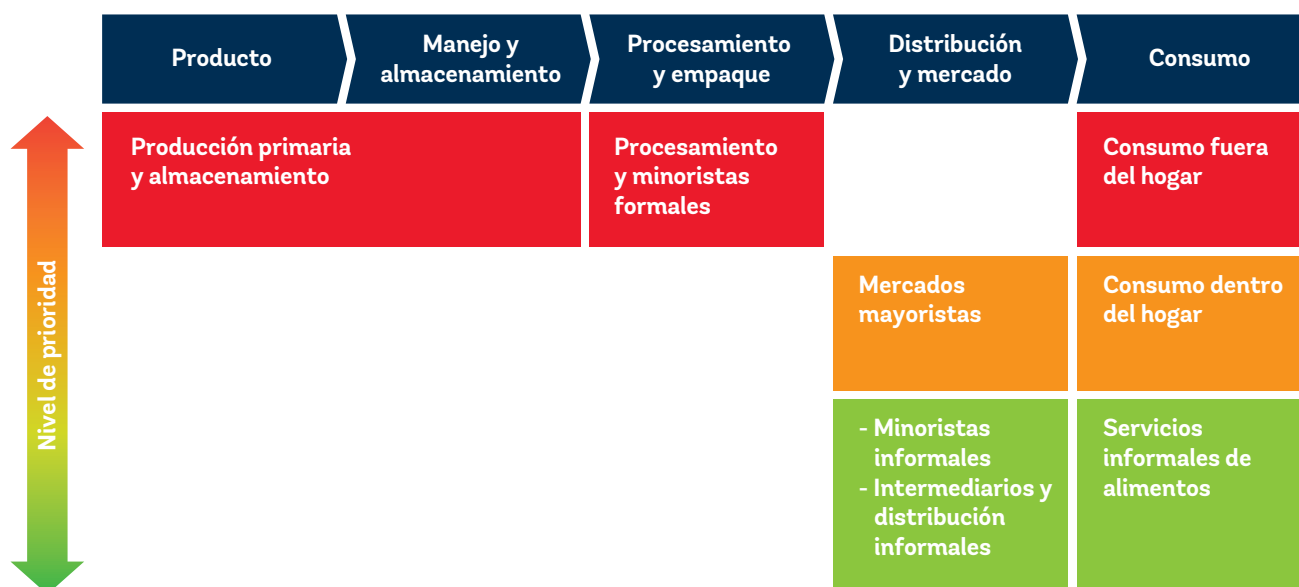 Producto
Manejo y
almacenamiento
Procesamiento
y empaque
Distribución
y mercado
Consumo
Nivel de prioridad
Producción primaria
y almacenamiento
Procesamiento
y minoristas
formales
Consumo fuera
del hogar
Mercados
mayoristas
Consumo dentro
del hogar
- Minoristas
informales
- Intermediarios y
distribución
informales
Servicios
informales de
alimentos